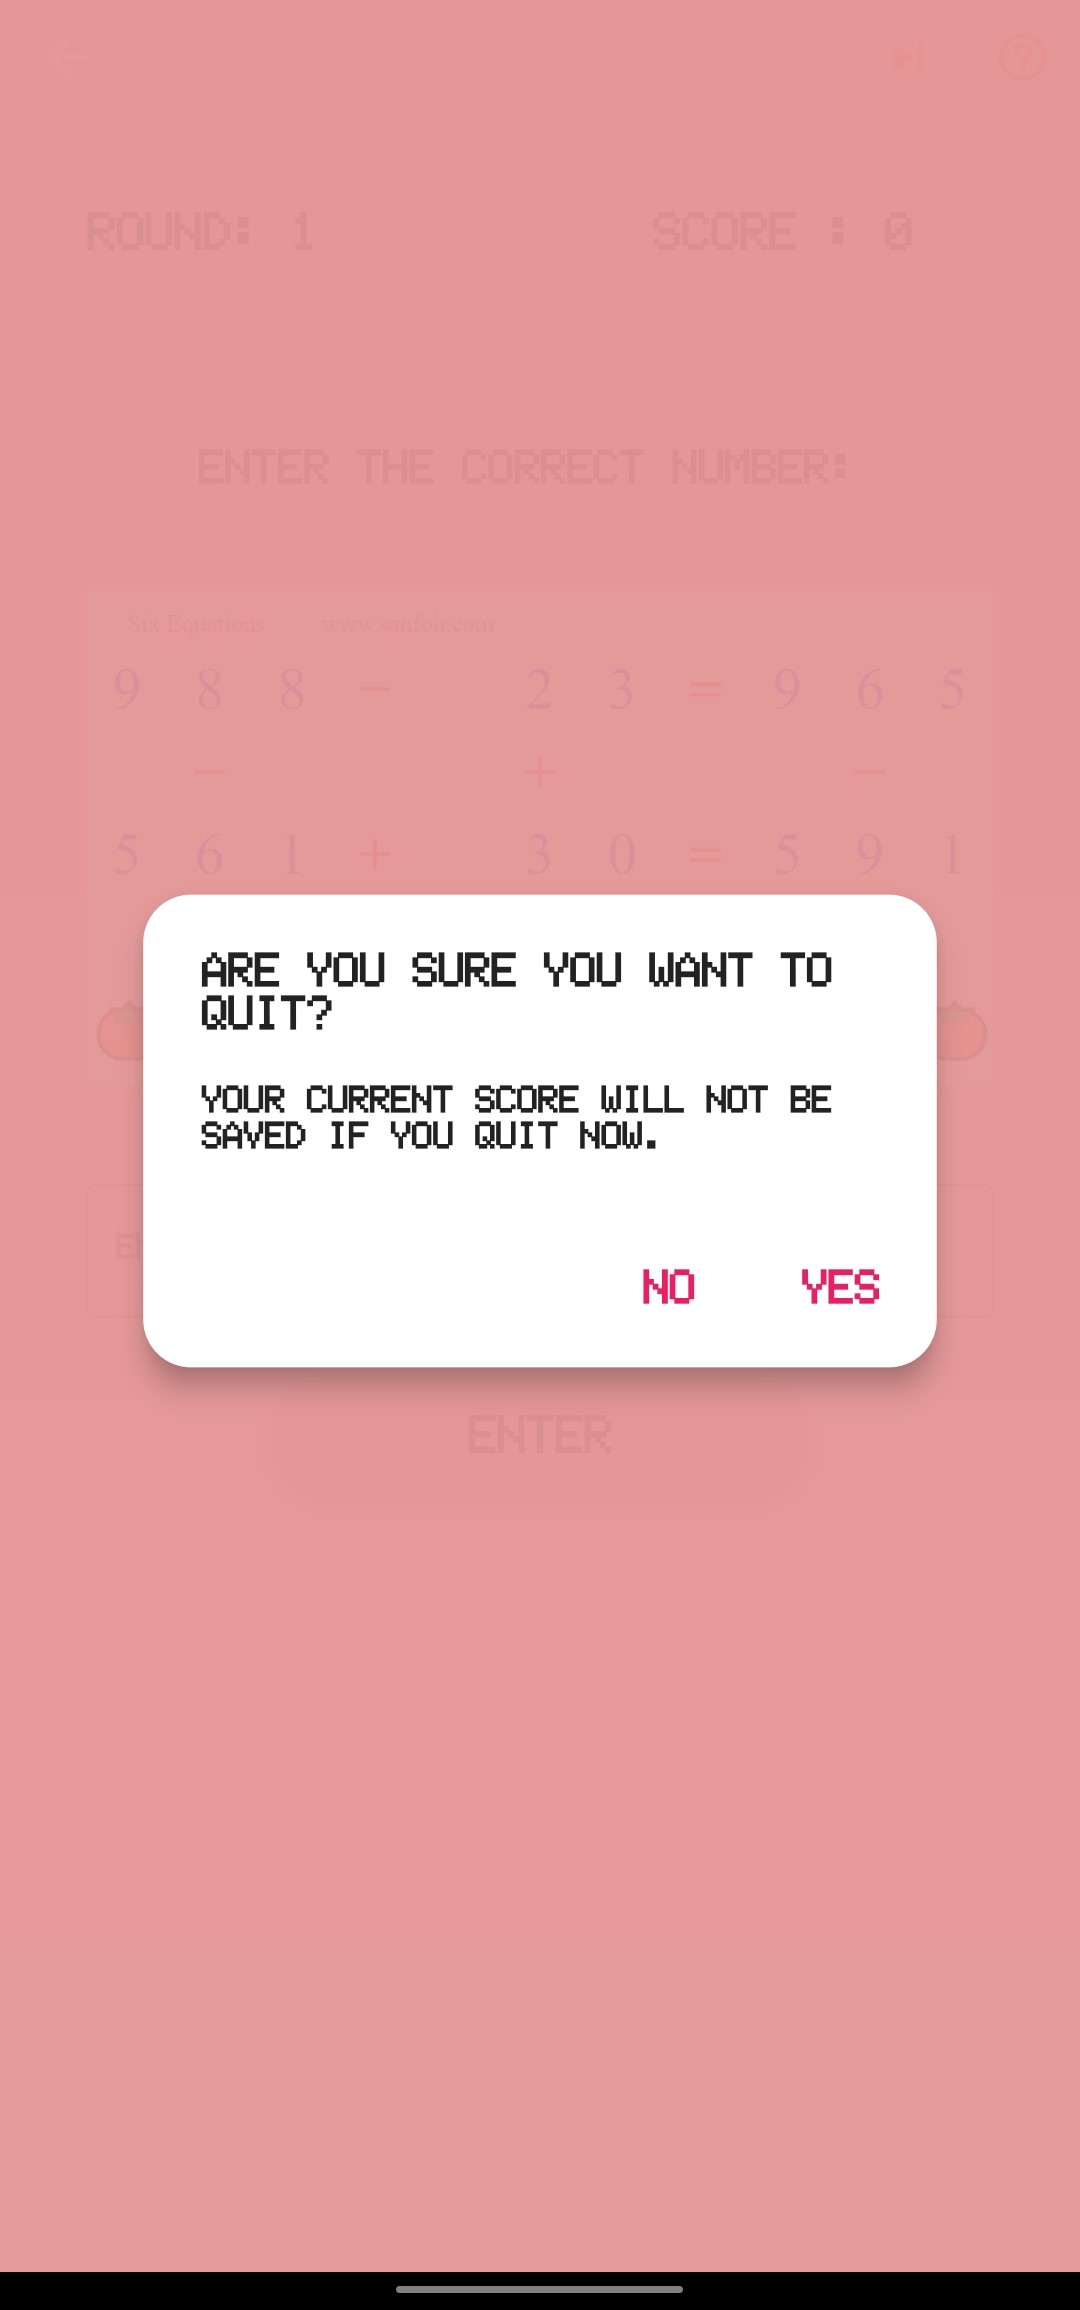 ROUND: 1 SCORE : 0
ENTER THE CORRECT NUMBER:
Six Equations www.sanfoh.com
9 8 8 − 2 3 = 9 6 5
− + −
5 6 1 + 3 0 = 5 9 1
ARE YOU SURE YOU WANT TO
QUIT?
YOUR CURRENT SCORE WILL NOT BE
SAVED IF YOU QUIT NOW.
NO YES
ENTER